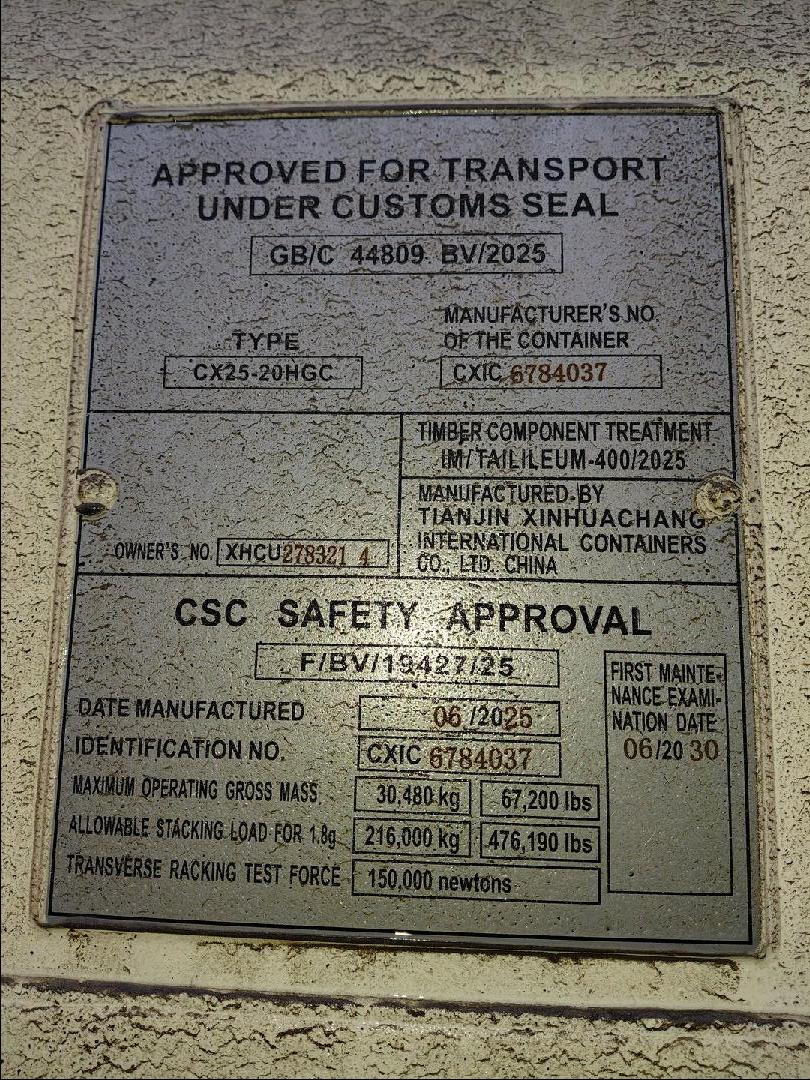 APPROVED FOR TRANSPORT
UNDER CUSTOMS SEAL
GB/C 44809 BV/2025
TYPE
CX25-20HGC
MANUFACTURER'S NO.
OF THE CONTAINER
CXIC 6784037
TIMBER COMPONENT TREATMENT
IM/TAILILEUM-400/2025
MANUFACTURED BY
TIANJIN XINHUACHANG
INTERNATIONAL CONTAINERS
CO., LTD. CHINA
OWNER'S NO. XHCU278321 4
CSC SAFETY APPROVAL
F/BV/19427/25
DATE MANUFACTURED 06/2025
IDENTIFICATION NO. CXIC 6784037
MAXIMUM OPERATING GROSS MASS 30,480 kg 67,200 lbs
ALLOWABLE STACKING LOAD FOR 1.8g 216,000 kg 476,190 lbs
TRANSVERSE RACKING TEST FORCE 150,000 newtons
FIRST MAINTE-
NANCE EXAMI-
NATION DATE
06/20 30